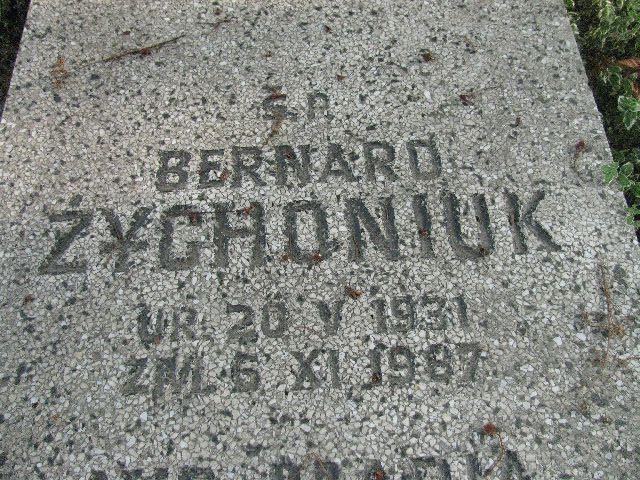 Ś.P.
BERNARD
ŻYCHONIUK
UR. 20 V 1931
ZM. 6 XI 1987